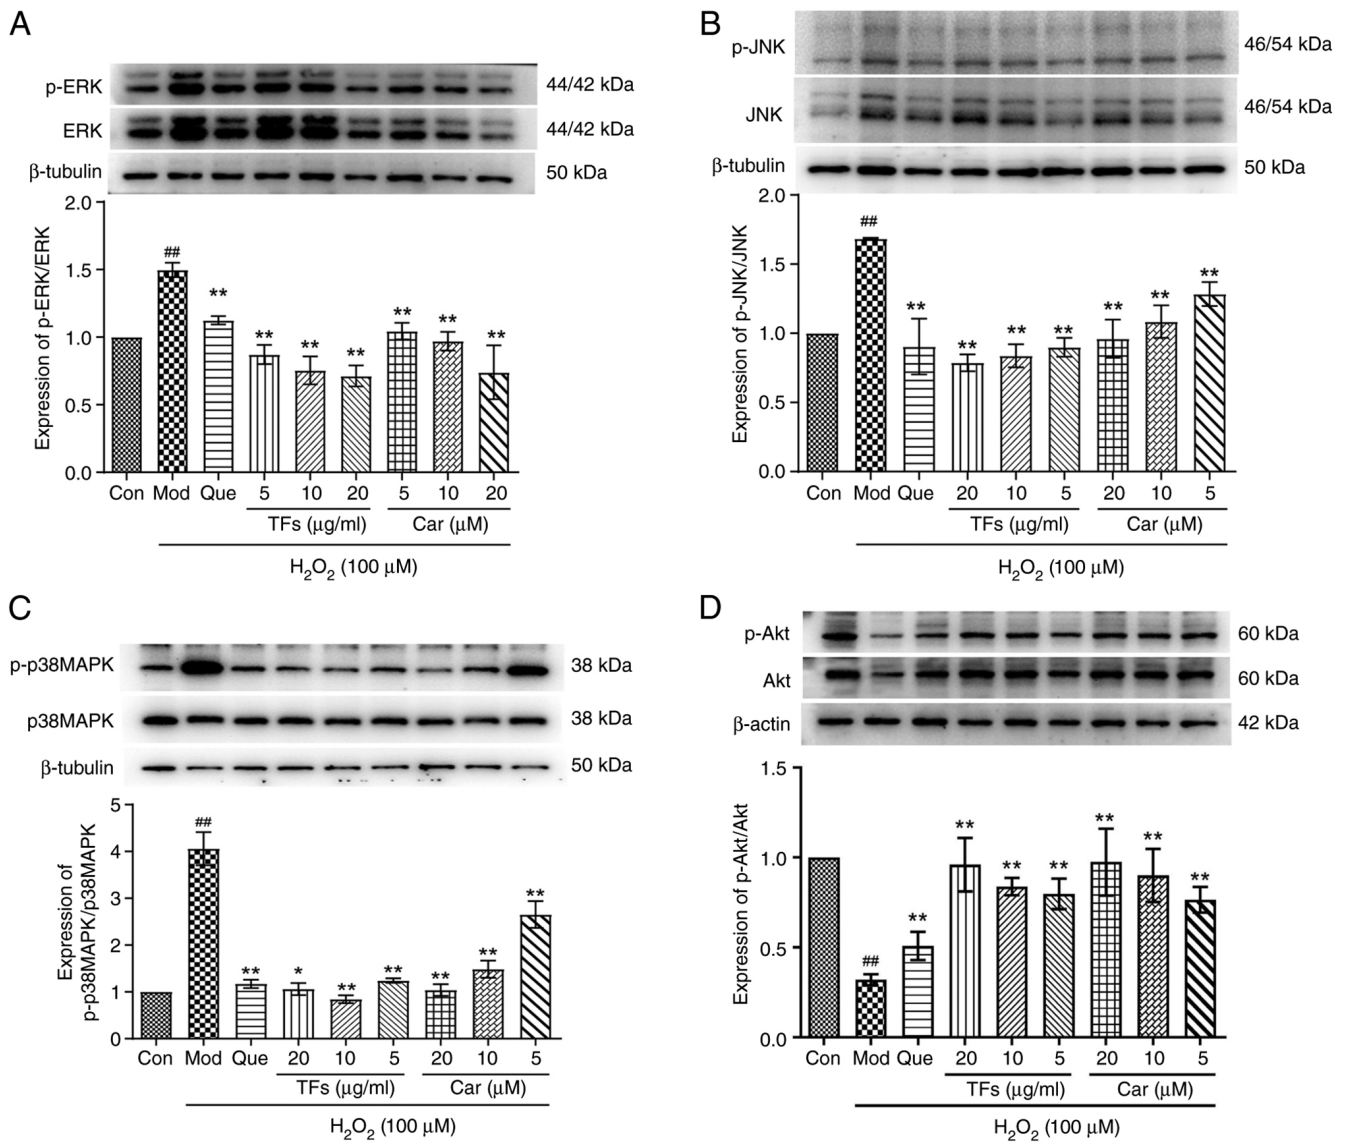 A
p-ERK 44/42 kDa
ERK 44/42 kDa
β-tubulin 50 kDa
Expression of p-ERK/ERK
2.0
1.5
1.0
0.5
0.0
##
**
**
**
**
**
**
**
Con Mod Que 5 10 20 5 10 20
TFs (μg/ml) Car (μM)
H₂O₂ (100 μM)
B
p-JNK 46/54 kDa
JNK 46/54 kDa
β-tubulin 50 kDa
Expression of p-JNK/JNK
2.0
1.5
1.0
0.5
0.0
##
**
**
**
**
**
**
**
Con Mod Que 20 10 5 20 10 5
TFs (μg/ml) Car (μM)
H₂O₂ (100 μM)
C
p-p38MAPK 38 kDa
p38MAPK 38 kDa
β-tubulin 50 kDa
Expression of
p-p38MAPK/p38MAPK
5
4
3
2
1
0
##
**
*
**
**
**
**
**
Con Mod Que 20 10 5 20 10 5
TFs (μg/ml) Car (μM)
H₂O₂ (100 μM)
D
p-Akt 60 kDa
Akt 60 kDa
β-actin 42 kDa
Expression of p-Akt/Akt
1.5
1.0
0.5
0.0
##
**
**
**
**
**
**
**
Con Mod Que 20 10 5 20 10 5
TFs (μg/ml) Car (μM)
H₂O₂ (100 μM)